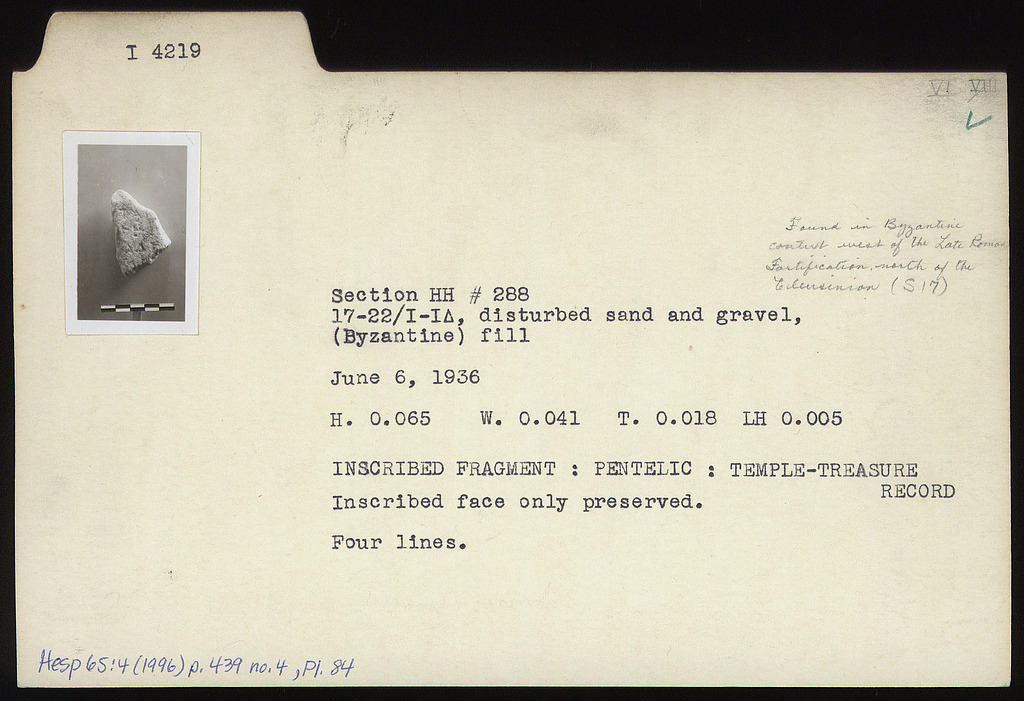 I 4219
VI VIII
Found in Byzantine
context west of the Late Roman
Fortification, north of the
Eleusinion (S 17)
Section HH # 288
17-22/I-IΔ, disturbed sand and gravel,
(Byzantine) fill
June 6, 1936
H. 0.065 W. 0.041 T. 0.018 LH 0.005
INSCRIBED FRAGMENT : PENTELIC : TEMPLE-TREASURE
RECORD
Inscribed face only preserved.
Four lines.
Hesp 65:4 (1996) p. 439 no. 4, Pl. 84